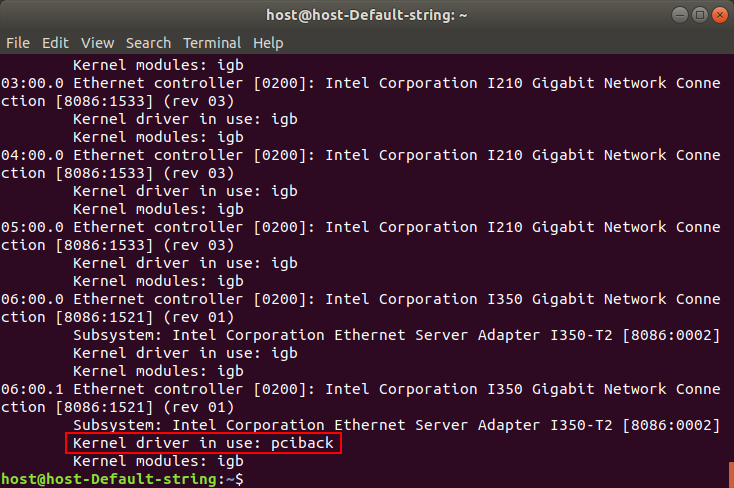 host@host-Default-string: ~
File Edit View Search Terminal Help
Kernel modules: igb
03:00.0 Ethernet controller [0200]: Intel Corporation I210 Gigabit Network Conne
ction [8086:1533] (rev 03)
Kernel driver in use: igb
Kernel modules: igb
04:00.0 Ethernet controller [0200]: Intel Corporation I210 Gigabit Network Conne
ction [8086:1533] (rev 03)
Kernel driver in use: igb
Kernel modules: igb
05:00.0 Ethernet controller [0200]: Intel Corporation I210 Gigabit Network Conne
ction [8086:1533] (rev 03)
Kernel driver in use: igb
Kernel modules: igb
06:00.0 Ethernet controller [0200]: Intel Corporation I350 Gigabit Network Conne
ction [8086:1521] (rev 01)
Subsystem: Intel Corporation Ethernet Server Adapter I350-T2 [8086:0002]
Kernel driver in use: igb
Kernel modules: igb
06:00.1 Ethernet controller [0200]: Intel Corporation I350 Gigabit Network Conne
ction [8086:1521] (rev 01)
Subsystem: Intel Corporation Ethernet Server Adapter I350-T2 [8086:0002]
Kernel driver in use: pciback
Kernel modules: igb
host@host-Default-string:~$